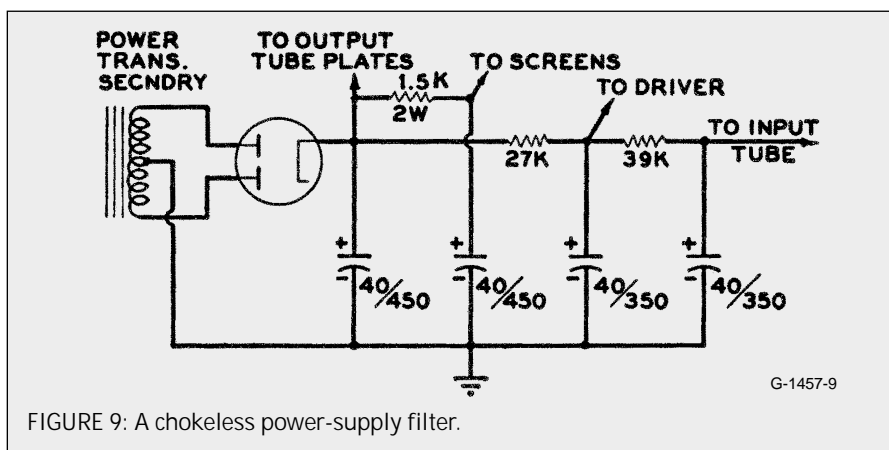 POWER
TRANS.
SECNDRY
TO OUTPUT
TUBE PLATES
1.5K
2W
TO SCREENS
TO DRIVER
27K
39K
TO INPUT
TUBE
+
-
40/450
+
-
40/450
+
-
40/350
+
-
40/350
G-1457-9
FIGURE 9: A chokeless power-supply filter.